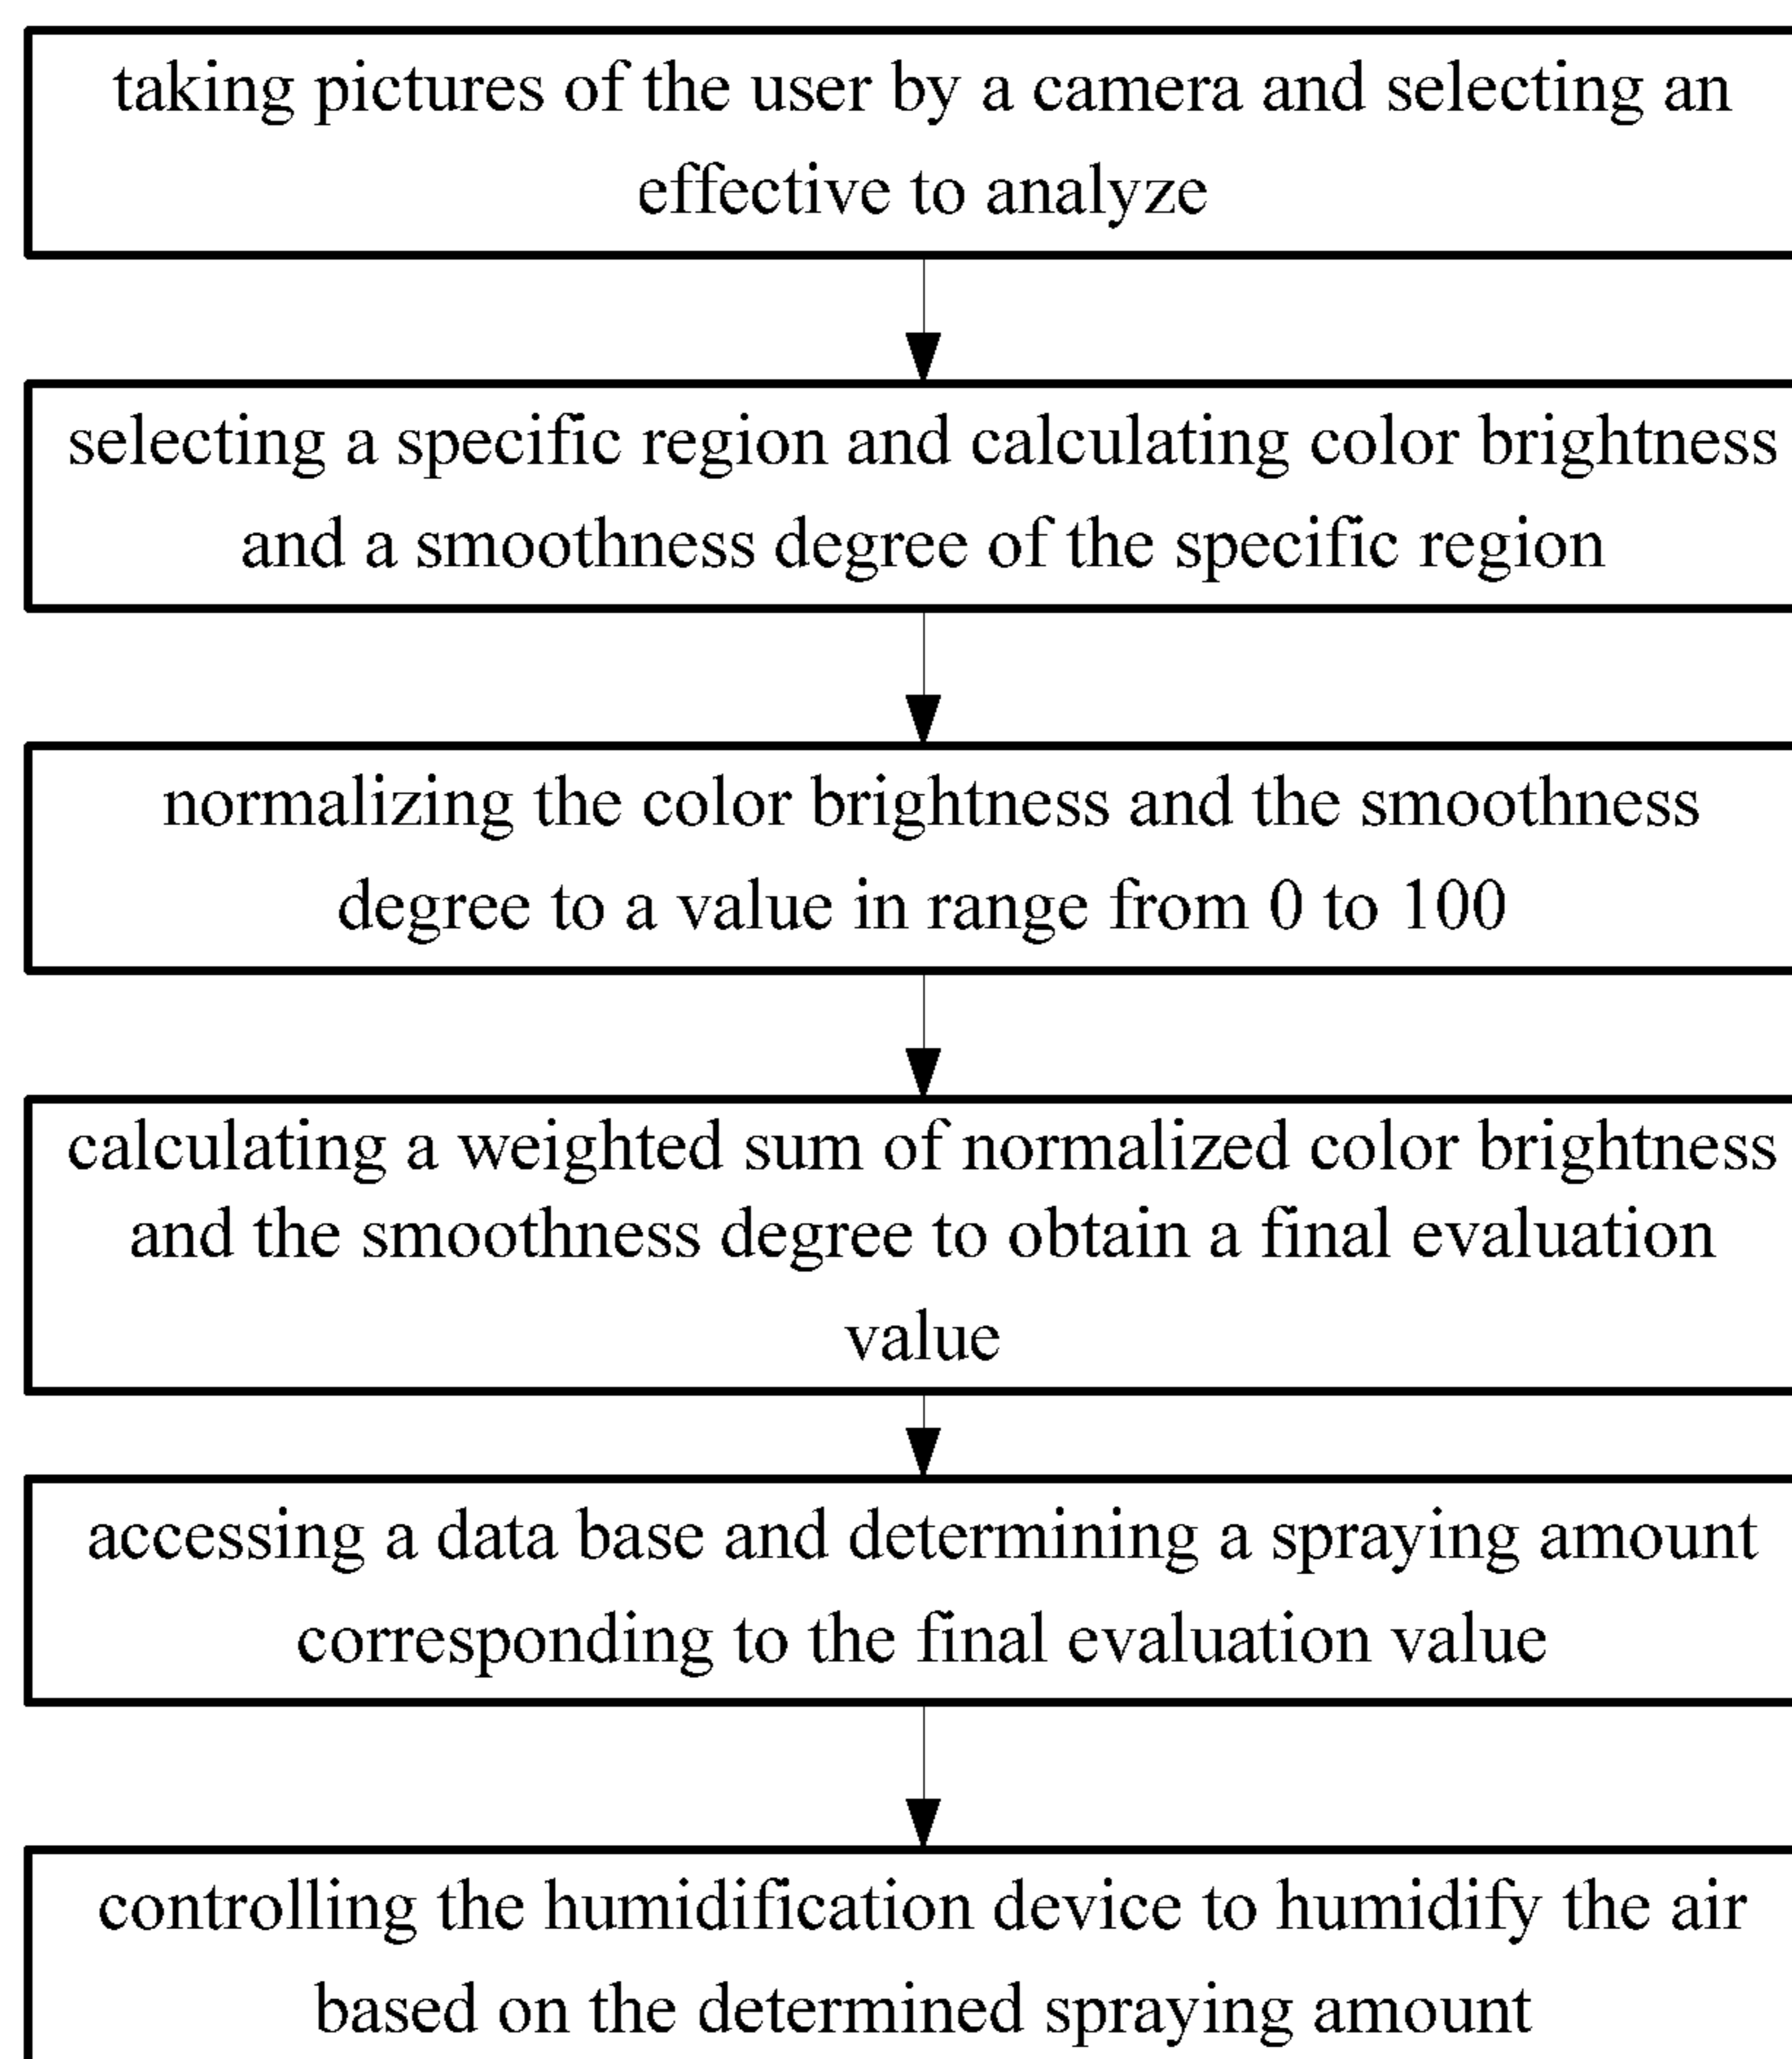 taking pictures of the user by a camera and selecting an
effective to analyze
selecting a specific region and calculating color brightness
and a smoothness degree of the specific region
normalizing the color brightness and the smoothness
degree to a value in range from 0 to 100
calculating a weighted sum of normalized color brightness
and the smoothness degree to obtain a final evaluation
value
accessing a data base and determining a spraying amount
corresponding to the final evaluation value
controlling the humidification device to humidify the air
based on the determined spraying amount